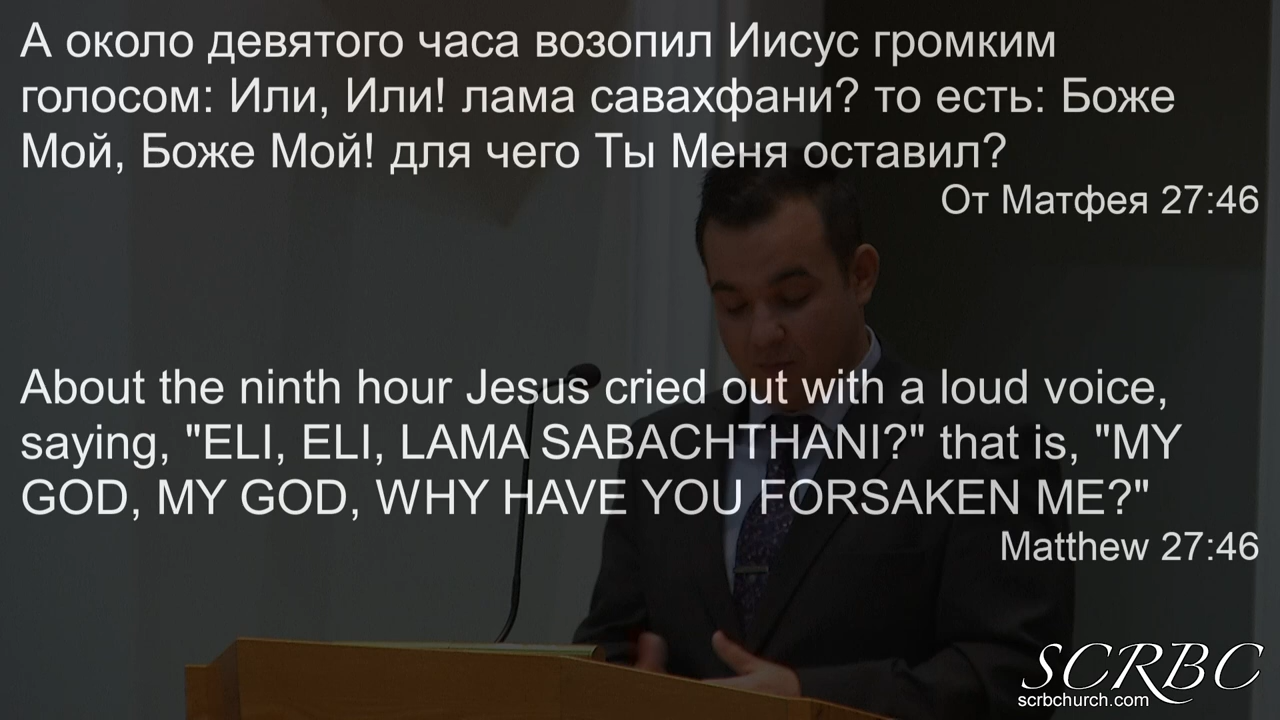 А около девятого часа возопил Иисус громким
голосом: Или, Или! лама савахфани? то есть: Боже
Мой, Боже Мой! для чего Ты Меня оставил?
От Матфея 27:46
About the ninth hour Jesus cried out with a loud voice,
saying, "ELI, ELI, LAMA SABACHTHANI?" that is, "MY
GOD, MY GOD, WHY HAVE YOU FORSAKEN ME?"
Matthew 27:46
SCRBC
scrbchurch.com